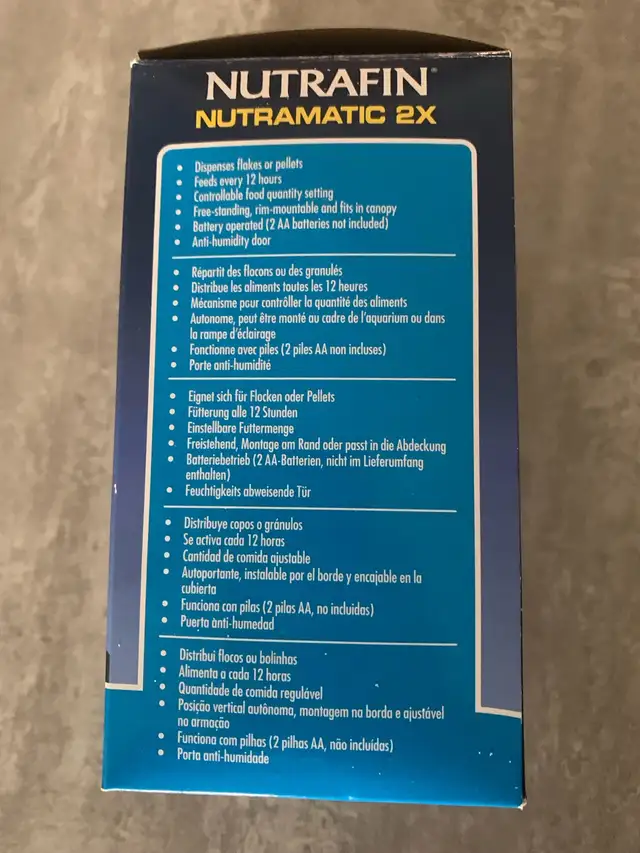 NUTRAFIN®
NUTRAMATIC 2X
• Dispenses flakes or pellets
• Feeds every 12 hours
• Controllable food quantity setting
• Free-standing, rim-mountable and fits in canopy
• Battery operated (2 AA batteries not included)
• Anti-humidity door
• Répartit des flocons ou des granulés
• Distribue les aliments toutes les 12 heures
• Mécanisme pour contrôller la quantité des aliments
• Autonome, peut être monté au cadre de l'aquarium ou dans
la rampe d'éclairage
• Fonctionne avec piles (2 piles AA non incluses)
• Porte anti-humidité
• Eignet sich für Flocken oder Pellets
• Fütterung alle 12 Stunden
• Einstellbare Futtermenge
• Freistehend, Montage am Rand oder passt in die Abdeckung
• Batteriebetrieb (2 AA-Batterien, nicht im Lieferumfang
enthalten)
• Feuchtigkeits abweisende Tür
• Distribuye copos o gránulos
• Se activa cada 12 horas
• Cantidad de comida ajustable
• Autoportante, instalable por el borde y encajable en la
cubierta
• Funciona con pilas (2 pilas AA, no incluidas)
• Puerta anti-humedad
• Distribui flocos ou bolinhas
• Alimenta a cada 12 horas
• Quantidade de comida regulável
• Posição vertical autônoma, montagem na borda e ajustável
no armação
• Funciona com pilhas (2 pilhas AA, não incluídas)
• Porta anti-humidade